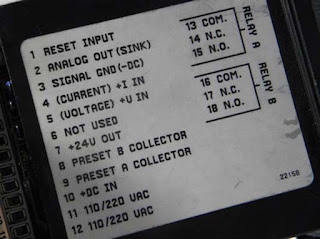 1 RESET INPUT
2 ANALOG OUT (SINK)
3 SIGNAL GND (-DC)
4 (CURRENT) +I IN
5 (VOLTAGE) +V IN
6 NOT USED
7 +24V OUT
8 PRESET B COLLECTOR
9 PRESET A COLLECTOR
10 +DC IN
11 110/220 VAC
12 110/220 VAC
13 COM.
14 N.C.
15 N.O.
RELAY A
16 COM.
17 N.C.
18 N.O.
RELAY B
22158